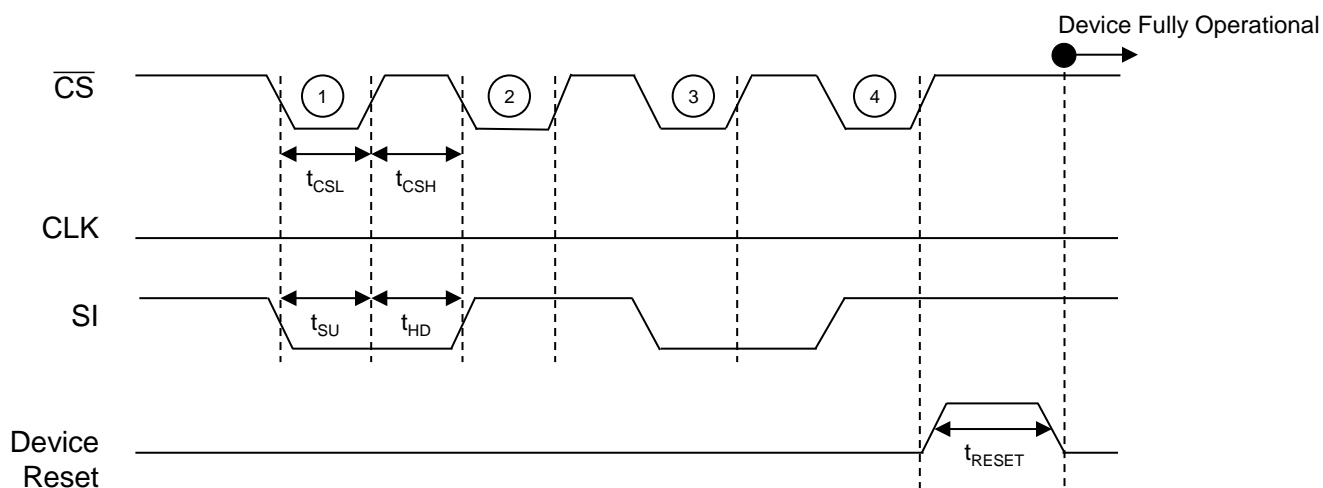 Device Fully Operational
CS
1 2 3 4
tCSL tCSH
CLK
SI
tSU tHD
Device
Reset
tRESET